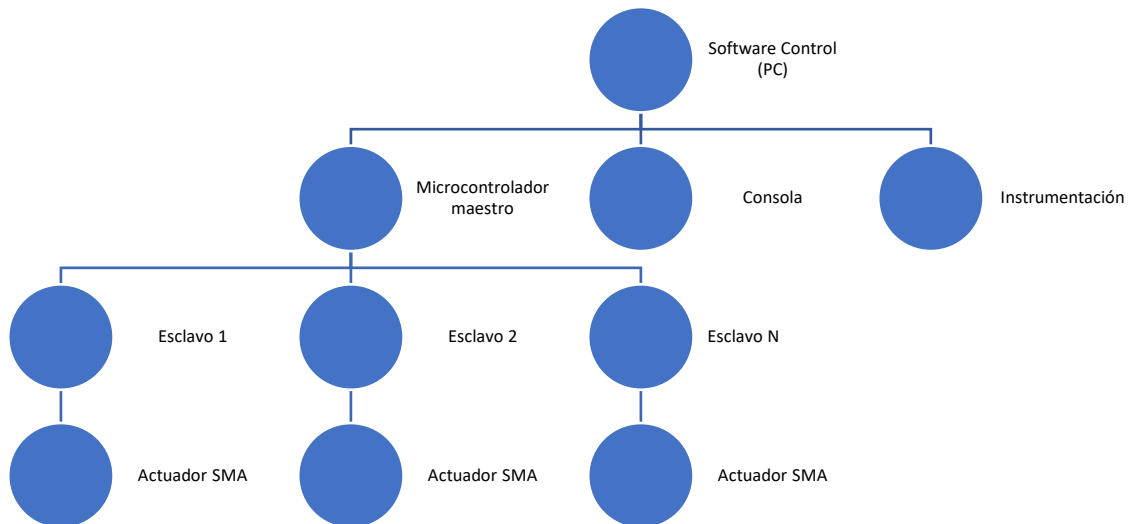 Software Control
(PC)
Microcontrolador
maestro
Consola
Instrumentación
Esclavo 1
Esclavo 2
Esclavo N
Actuador SMA
Actuador SMA
Actuador SMA